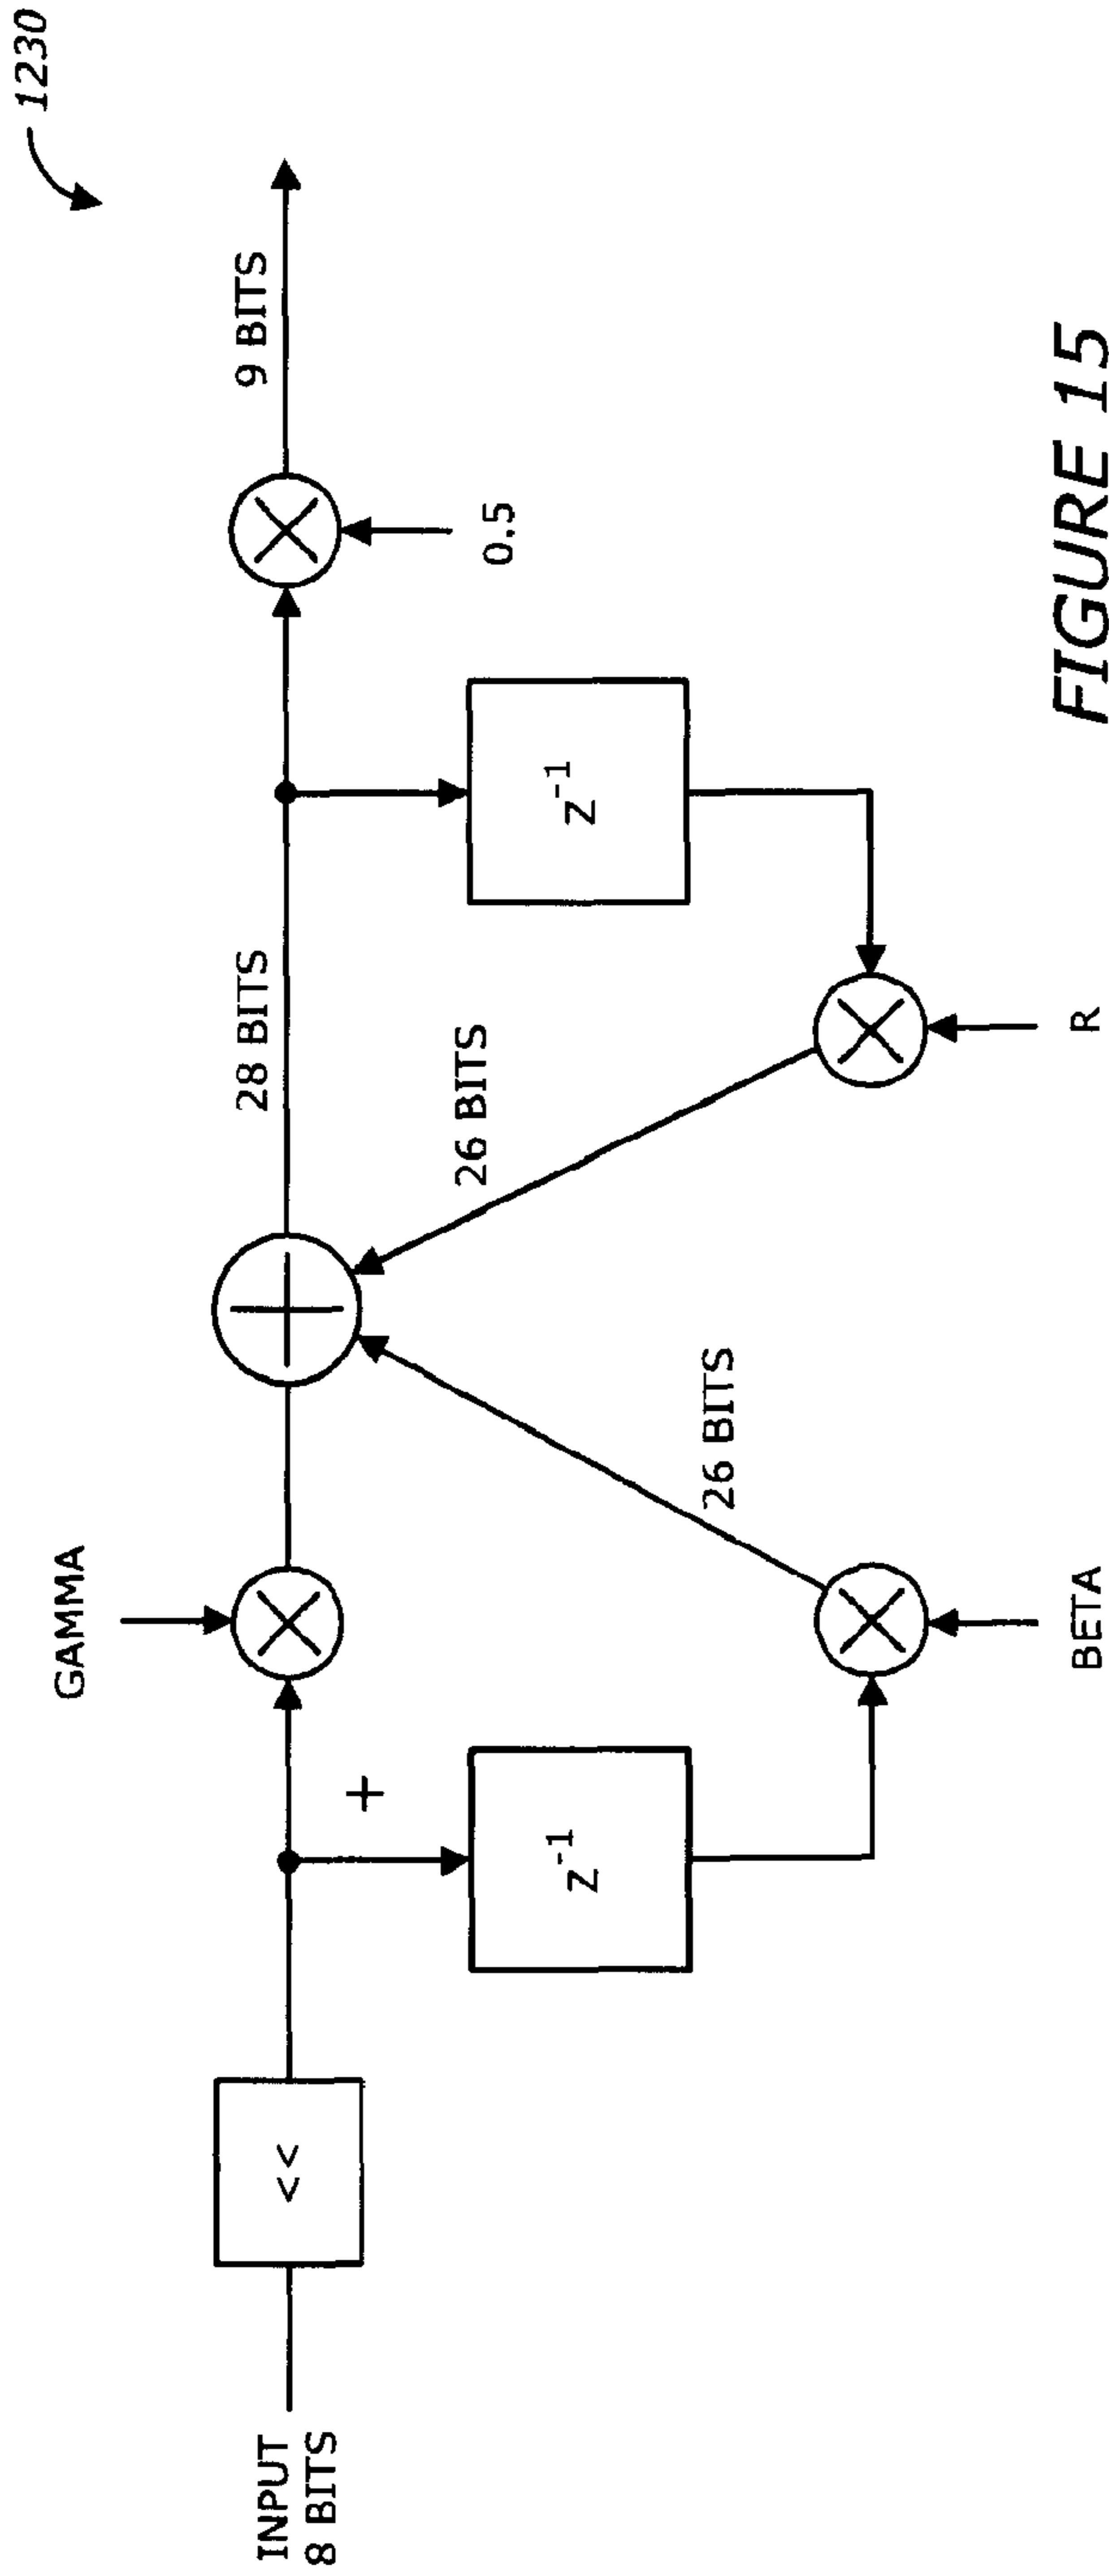 1230
INPUT
8 BITS
<<
+
z-1
GAMMA
BETA
26 BITS
28 BITS
26 BITS
z-1
R
0.5
9 BITS
FIGURE 15